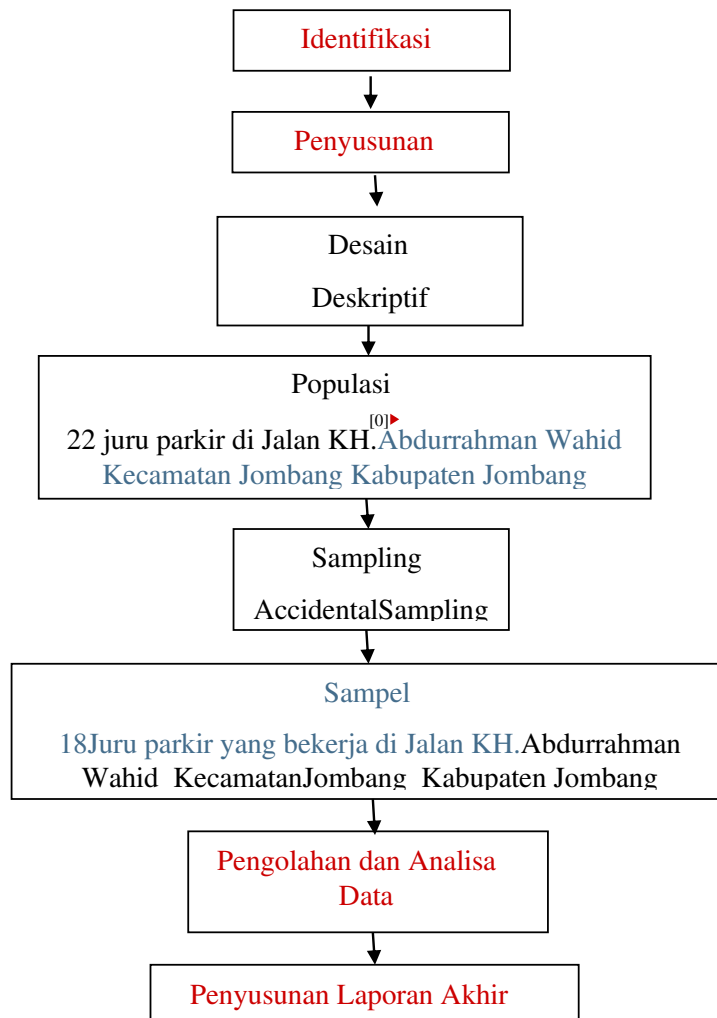 Identifikasi
Penyusunan
Desain
Deskriptif
Populasi
22 juru parkir di Jalan KH.[0]Abdurrahman Wahid
Kecamatan Jombang Kabupaten Jombang
Sampling
AccidentalSampling
Sampel
18Juru parkir yang bekerja di Jalan KH.Abdurrahman
Wahid KecamatanJombang Kabupaten Jombang
Pengolahan dan Analisa
Data
Penyusunan Laporan Akhir